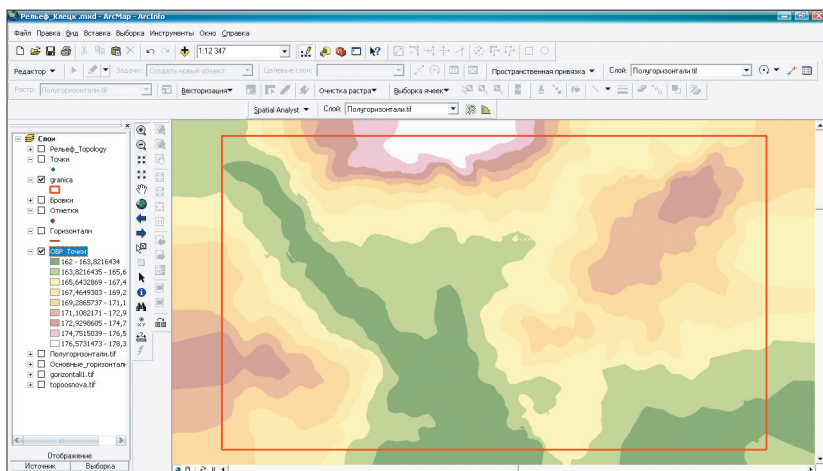 Рельеф_Клецк .mxd - ArcMap - ArcInfo
Файл Правка Вид Вставка Выборка Инструменты Окно Справка
1:12 347
Редактор Задачи: Создать новый объект Целевые слои: Пространственная привязка Слой: Полугоризонтали.tif
Растр: Полугоризонтали.tif Векторизация Очистка растра Выборка ячеек
Spatial Analyst Слой: Полугоризонтали.tif
Слои
Рельеф_Topology
Точки
granica
Бровки
Отметки
Горизонтали
ОВР_Точки
162 - 163,8216434
163,8216435 - 165,6
165,6432869 - 167,4
167,4649303 - 169,2
169,2865737 - 171,1
171,1082171 - 172,9
172,9298605 - 174,7
174,7515039 - 176,5
176,5731473 - 178,3
Полугоризонтали.tif
Основные_горизонтали
gorizontali1.tif
topoosnova.tif
Отображение
Источник Выборка